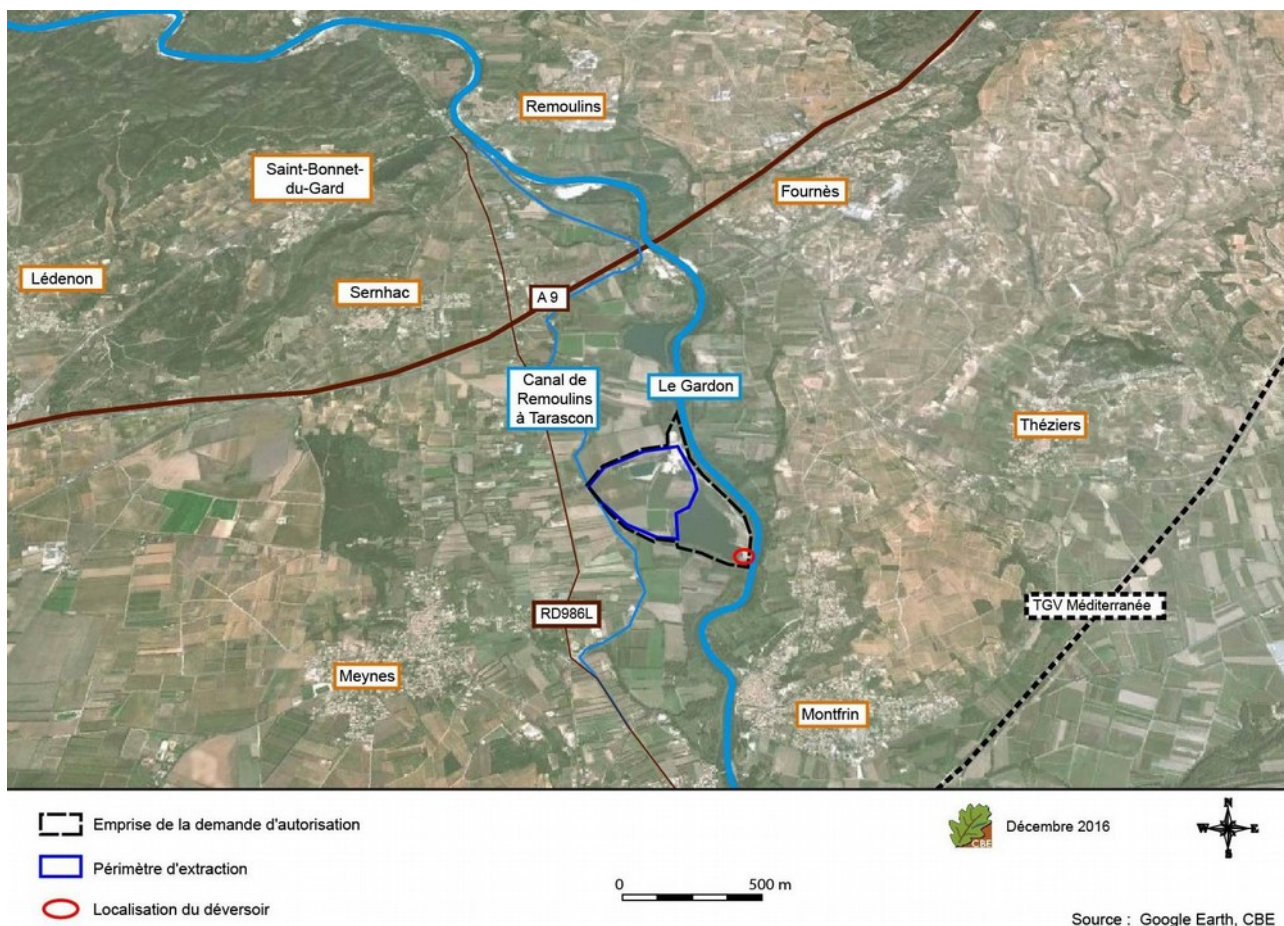 Remoulins
Saint-Bonnet-
du-Gard
Fournès
Lédenon
Sernhac
A 9
Canal de
Remoulins
à Tarascon
Le Gardon
Théziers
RD986L
TGV Méditerranée
Meynes
Montfrin
Emprise de la demande d'autorisation
Périmètre d'extraction
Localisation du déversoir
0 500 m
CBE
Décembre 2016
N
W E
S
Source : Google Earth, CBE